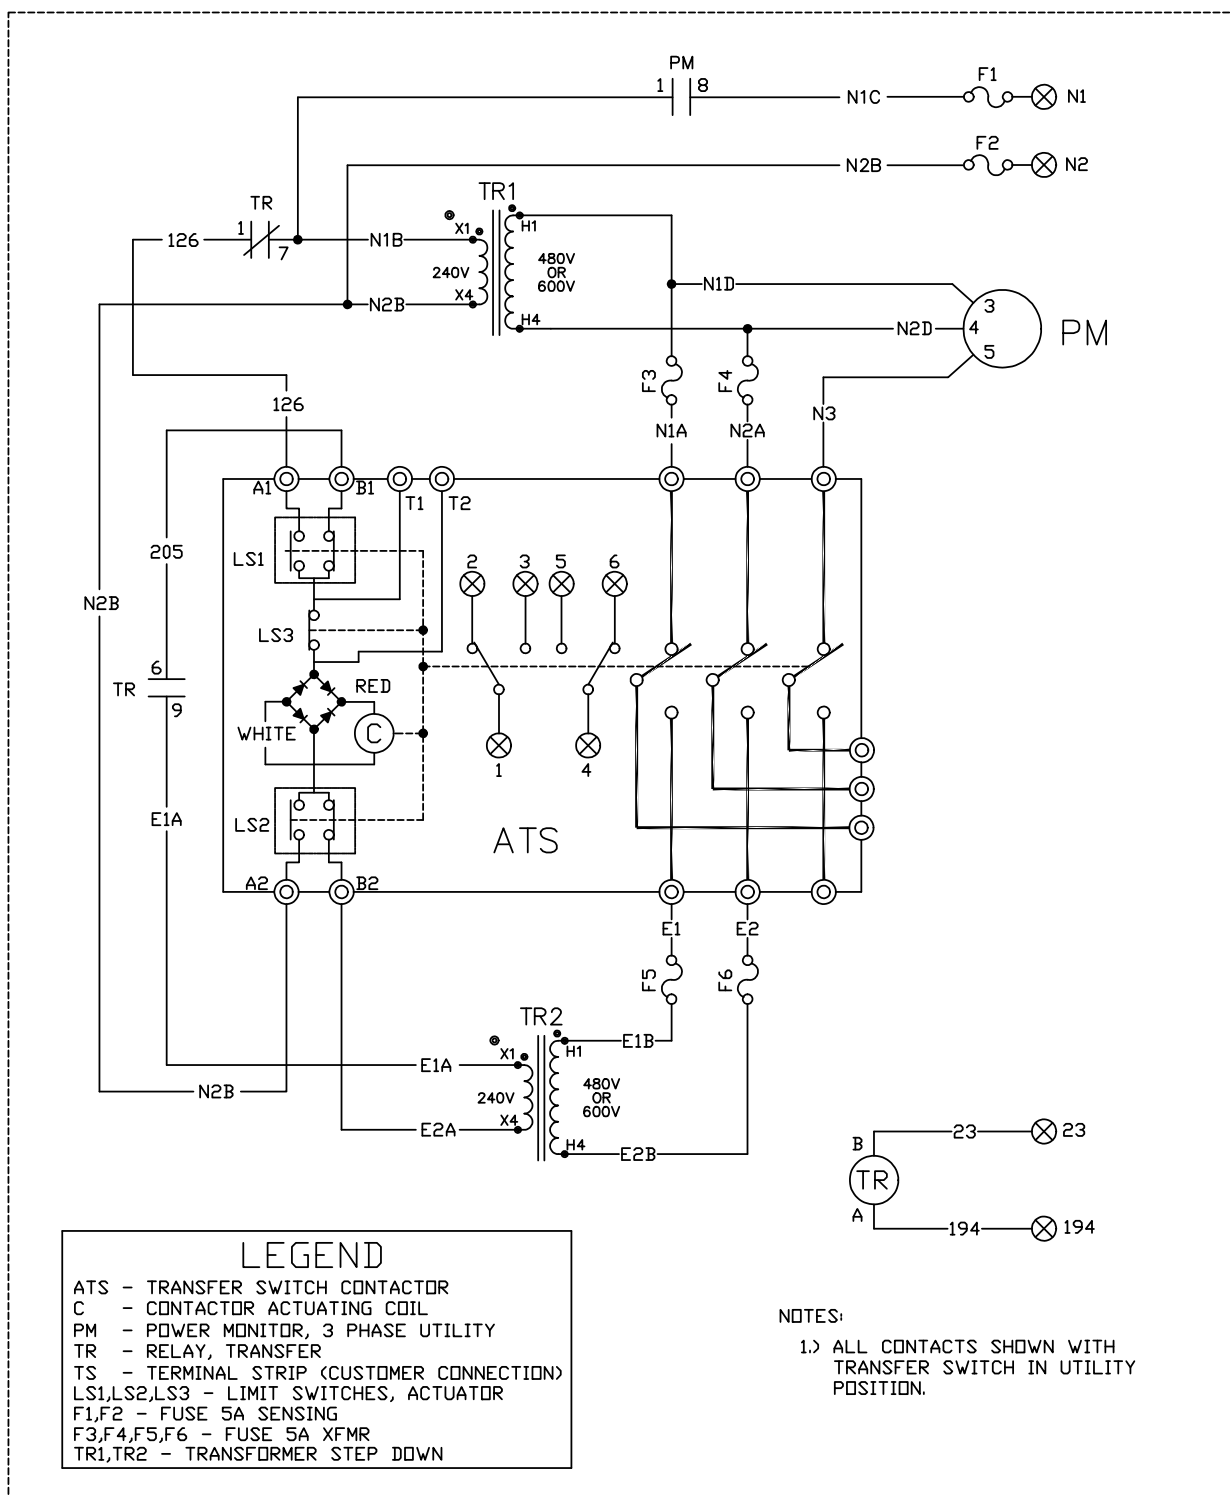 PM
F1
1 8
N1C
N1
F2
N2B
N2
TR1
TR
1
7
126
N1B
X1
H1
240V
480V
OR
600V
X4
H4
N2B
N1D
N2D
3
4
5
PM
126
F3
F4
N3
N1A
N2A
A1
B1
T1
T2
205
LS1
2
3
5
6
N2B
LS3
6
TR
9
RED
WHITE
C
1
4
E1A
LS2
ATS
A2
B2
E1
E2
F5
F6
TR2
X1
H1
E1B
E1A
240V
480V
OR
600V
N2B
X4
E2A
H4
E2B
B
23
23
TR
A
194
194
LEGEND
ATS - TRANSFER SWITCH CONTACTOR
C - CONTACTOR ACTUATING COIL
PM - POWER MONITOR, 3 PHASE UTILITY
TR - RELAY, TRANSFER
TS - TERMINAL STRIP (CUSTOMER CONNECTION)
LS1,LS2,LS3 - LIMIT SWITCHES, ACTUATOR
F1,F2 - FUSE 5A SENSING
F3,F4,F5,F6 - FUSE 5A XFMR
TR1,TR2 - TRANSFORMER STEP DOWN
NOTES:
1.) ALL CONTACTS SHOWN WITH
TRANSFER SWITCH IN UTILITY
POSITION.